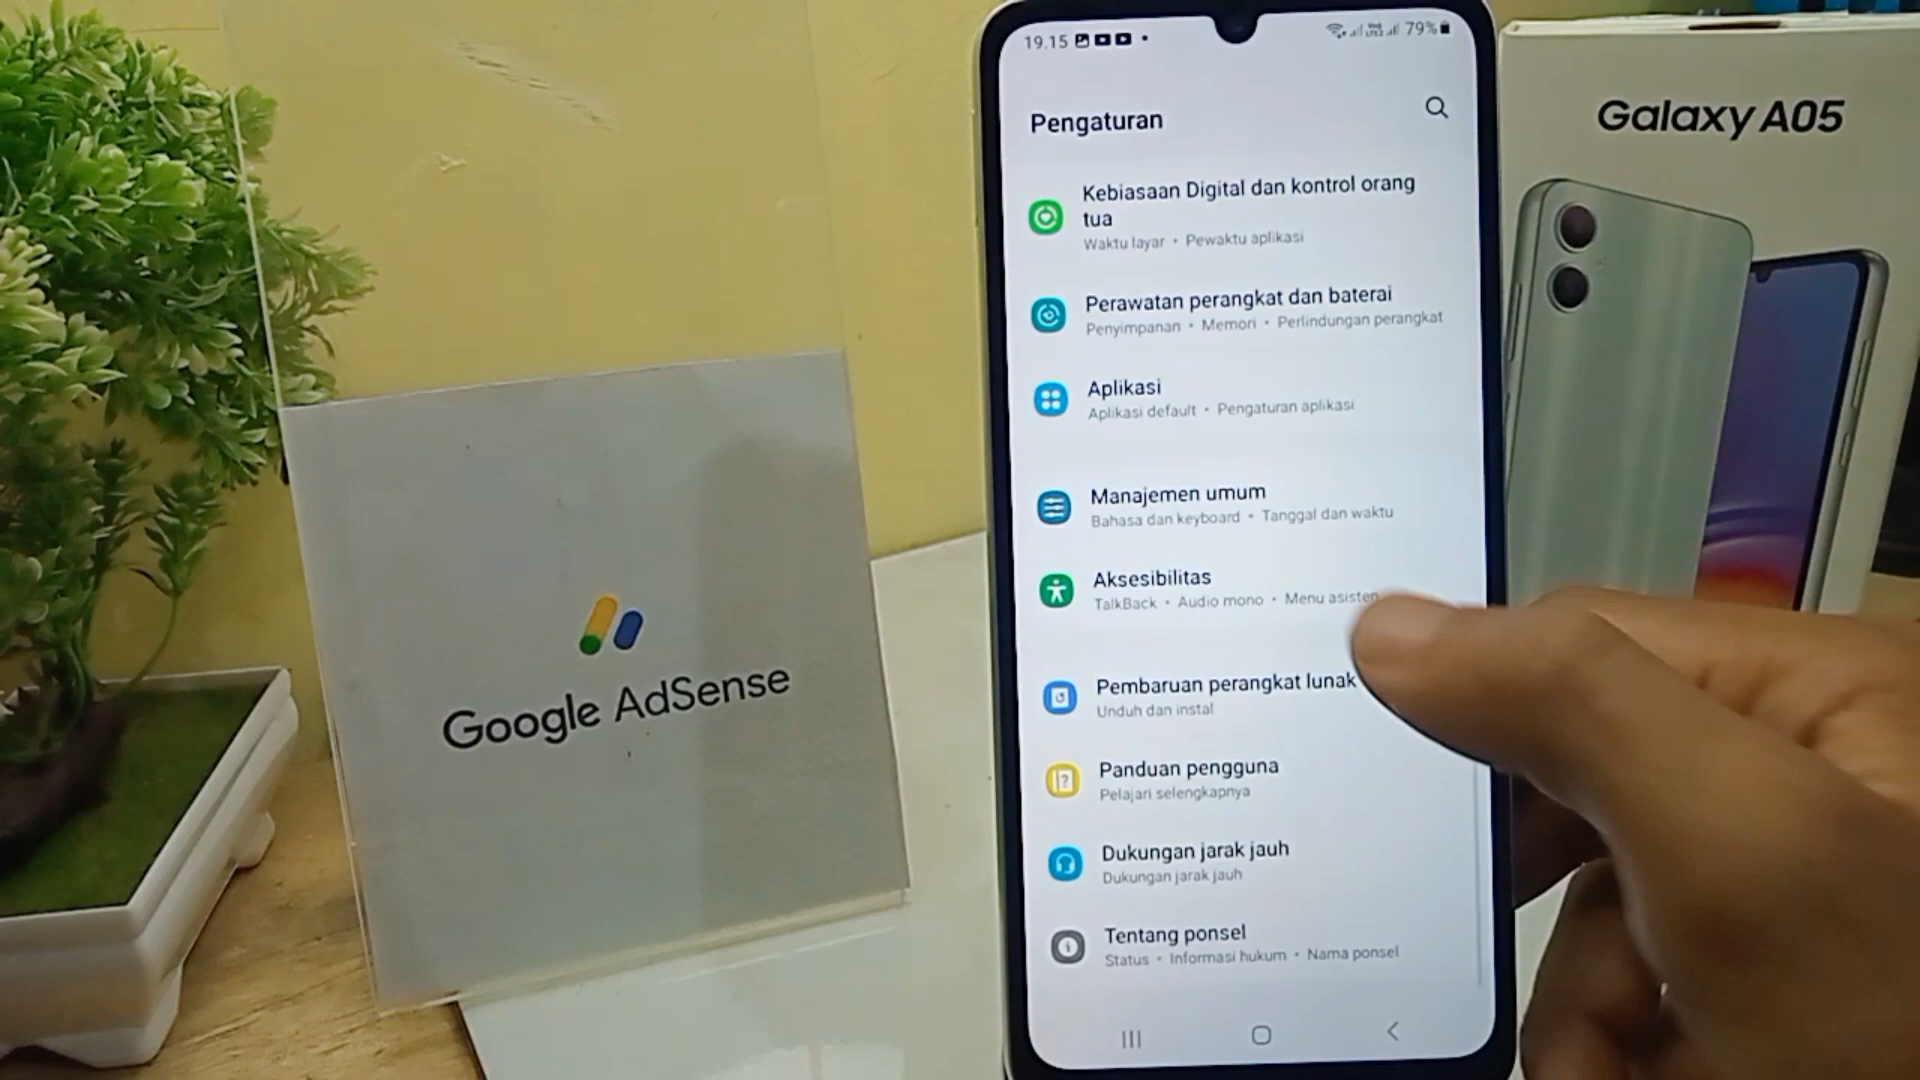 Google AdSense
19.15
79%
Pengaturan
Kebiasaan Digital dan kontrol orang
tua
Waktu layar • Pewaktu aplikasi
Perawatan perangkat dan baterai
Penyimpanan • Memori • Perlindungan perangkat
Aplikasi
Aplikasi default • Pengaturan aplikasi
Manajemen umum
Bahasa dan keyboard • Tanggal dan waktu
Aksesibilitas
TalkBack • Audio mono • Menu asisten
Pembaruan perangkat lunak
Unduh dan instal
Panduan pengguna
Pelajari selengkapnya
Dukungan jarak jauh
Dukungan jarak jauh
Tentang ponsel
Status • Informasi hukum • Nama ponsel
Galaxy A05